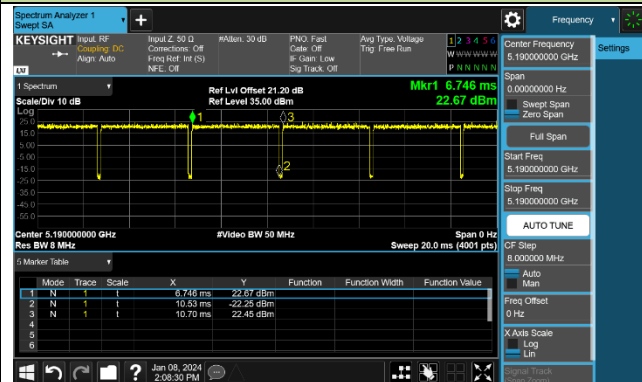 Spectrum Analyzer 1
Swept SA
Frequency
KEYSIGHT Input: RF Input Z: 50 Ω #Atten: 30 dB PNO: Fast Avg Type: Voltage 1 2 3 4 5 6
Coupling: DC Corrections: Off Gate: Off Trig: Free Run W W W W W W
Align: Auto Freq Ref: Int (S) IF Gain: Low P N N N N N
NFE: Off Sig Track: Off
LXI
1 Spectrum
Scale/Div 10 dB
Ref Lvl Offset 21.20 dB
Ref Level 35.00 dBm
Mkr1 6.746 ms
22.67 dBm
Log
25.0
15.0
5.00
-5.00
-15.0
-25.0
-35.0
-45.0
-55.0
1
3
2
Center 5.190000000 GHz #Video BW 50 MHz Span 0 Hz
Res BW 8 MHz Sweep 20.0 ms (4001 pts)
5 Marker Table
Mode Trace Scale X Y Function Function Width Function Value
1 N 1 t 6.746 ms 22.67 dBm
2 N 1 t 10.53 ms -22.25 dBm
3 N 1 t 10.70 ms 22.45 dBm
4
5
6
Jan 08, 2024
2:08:30 PM
Center Frequency
5.190000000 GHz
Settings
Span
0.00000000 Hz
Swept Span
Zero Span
Full Span
Start Freq
5.190000000 GHz
Stop Freq
5.190000000 GHz
AUTO TUNE
CF Step
8.000000 MHz
Auto
Man
Freq Offset
0 Hz
X Axis Scale
Log
Lin
Signal Track
(Span Zoom)